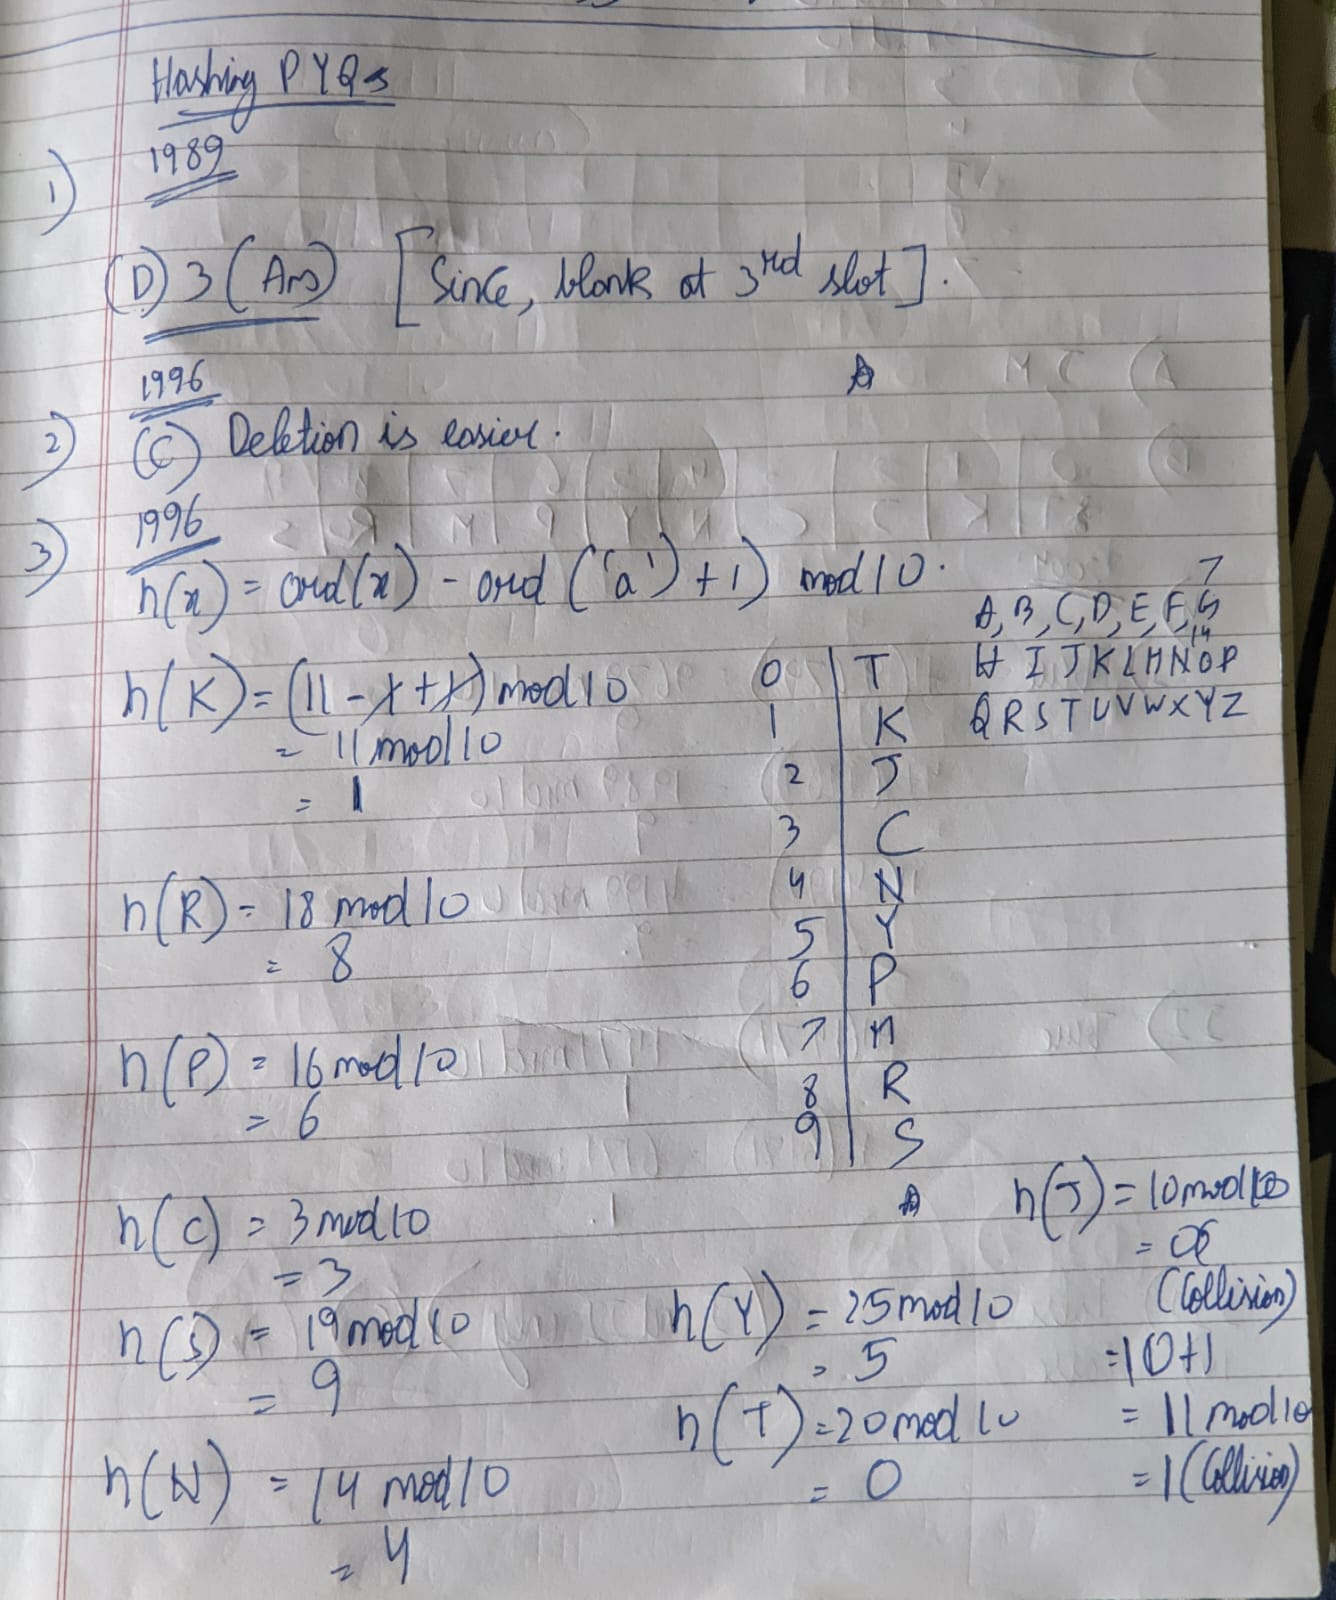 Hashing PYQs
1989
1)
(D) 3 (Ans) [Since, blank at 3rd slot].
1996
2) (C) Deletion is easier.
1996
3)
h(x) = ord(x) - ord('a') + 1) mod 10.
7
A, B, C, D, E, F, G
14
H I J K L M N O P
Q R S T U V W X Y Z
h(K) = (11 - 1 + 1) mod 10
= 11 mod 10
= 1
0 T
1 K
2 J
3 C
4 N
5 Y
6 P
7 M
8 R
9 S
h(R) = 18 mod 10
= 8
h(P) = 16 mod 10
= 6
h(C) = 3 mod 10
= 3
h(S) = 19 mod 10
= 9
h(N) = 14 mod 10
= 4
h(Y) = 25 mod 10
= 5
h(T) = 20 mod 10
= 0
h(J) = 10 mod 10
= 0
(Collision)
= 10+1
= 11 mod 10
= 1 (Collision)